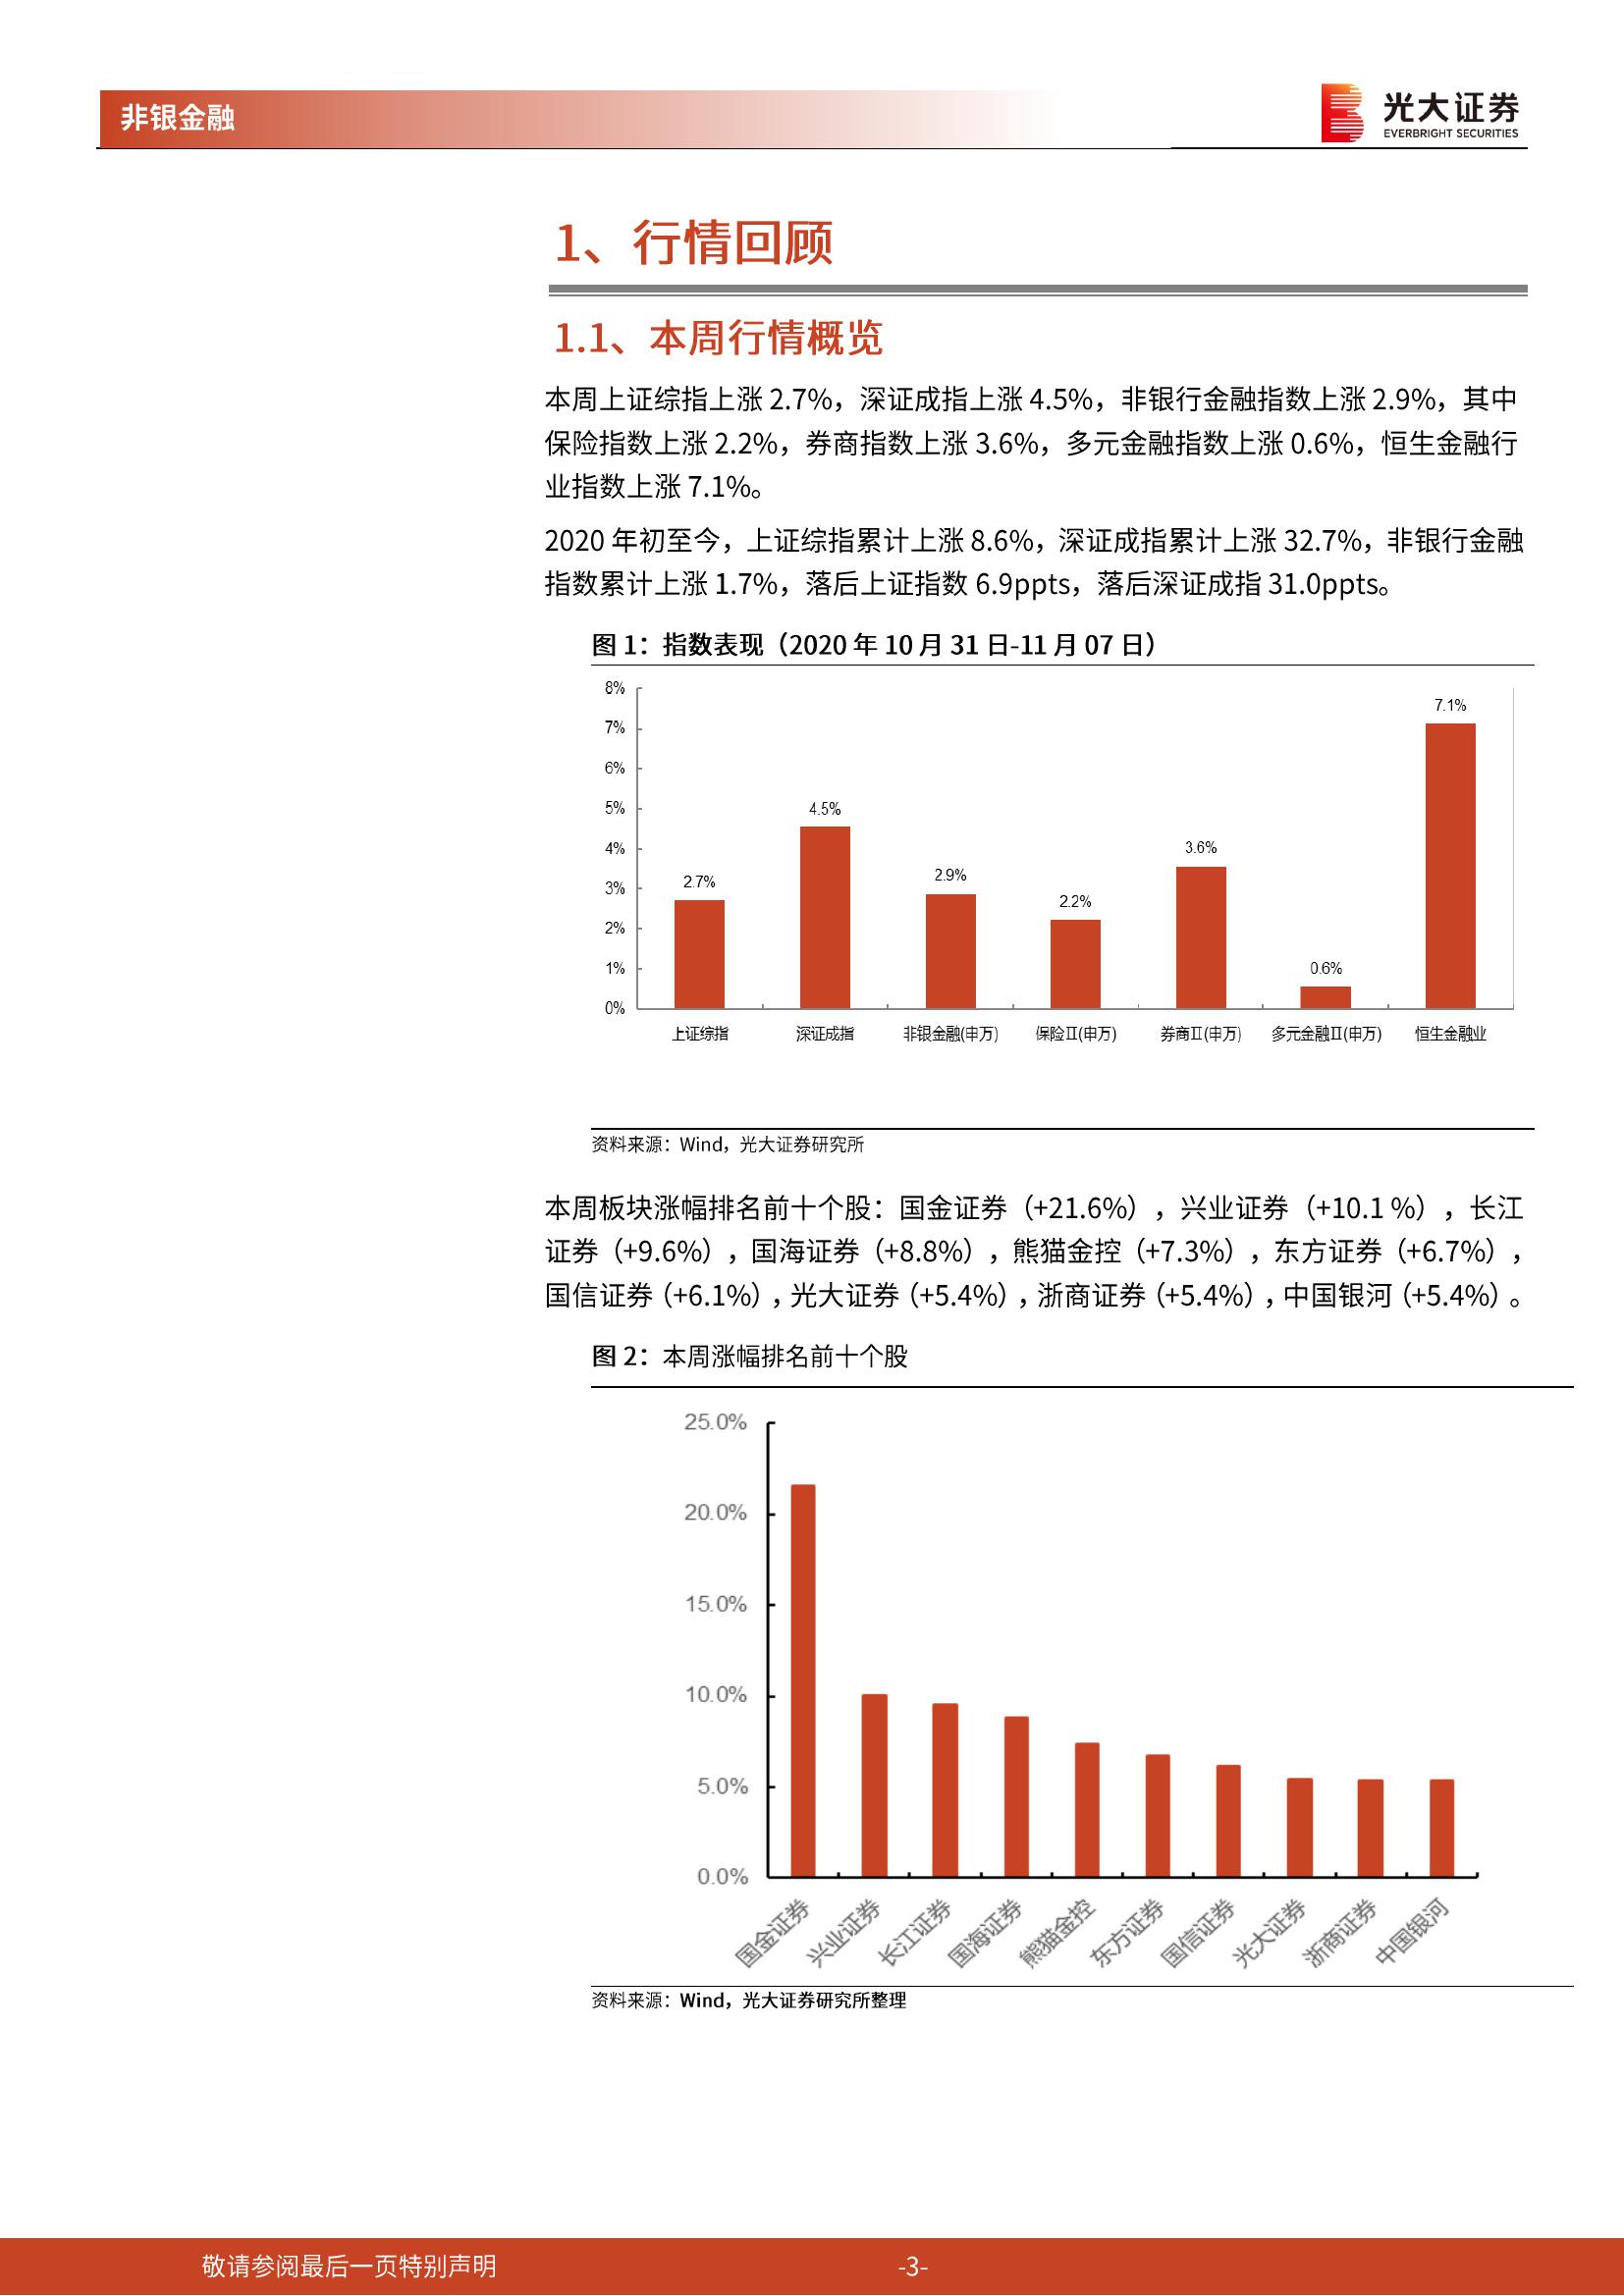 非银金融
光大证券
EVERBRIGHT SECURITIES
1、行情回顾
1.1、本周行情概览
本周上证综指上涨 2.7%，深证成指上涨 4.5%，非银行金融指数上涨 2.9%，其中
保险指数上涨 2.2%，券商指数上涨 3.6%，多元金融指数上涨 0.6%，恒生金融行
业指数上涨 7.1%。
2020 年初至今，上证综指累计上涨 8.6%，深证成指累计上涨 32.7%，非银行金融
指数累计上涨 1.7%，落后上证指数 6.9ppts，落后深证成指 31.0ppts。
图 1：指数表现（2020 年 10 月 31 日-11 月 07 日）
8%
7%
6%
5%
4%
3%
2%
1%
0%
2.7%
4.5%
2.9%
2.2%
3.6%
0.6%
7.1%
上证综指
深证成指
非银金融(申万)
保险Ⅱ(申万)
券商Ⅱ(申万)
多元金融Ⅱ(申万)
恒生金融业
资料来源：Wind，光大证券研究所
本周板块涨幅排名前十个股：国金证券（+21.6%），兴业证券（+10.1 %），长江
证券（+9.6%），国海证券（+8.8%），熊猫金控（+7.3%），东方证券（+6.7%），
国信证券（+6.1%），光大证券（+5.4%），浙商证券（+5.4%），中国银河（+5.4%）。
图 2：本周涨幅排名前十个股
25.0%
20.0%
15.0%
10.0%
5.0%
0.0%
国金证券
兴业证券
长江证券
国海证券
熊猫金控
东方证券
国信证券
光大证券
浙商证券
中国银河
资料来源：Wind，光大证券研究所整理
敬请参阅最后一页特别声明
-3-